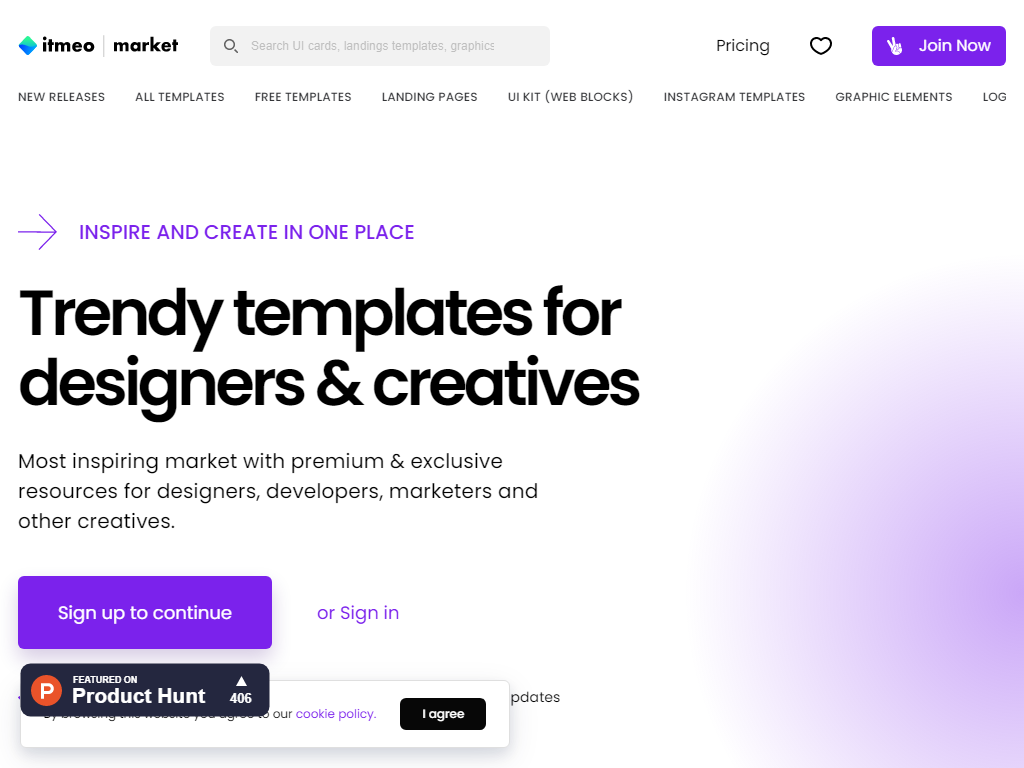 itmeo market
Search UI cards, landings templates, graphics
Pricing
Join Now
NEW RELEASES
ALL TEMPLATES
FREE TEMPLATES
LANDING PAGES
UI KIT (WEB BLOCKS)
INSTAGRAM TEMPLATES
GRAPHIC ELEMENTS
LOG
INSPIRE AND CREATE IN ONE PLACE
Trendy templates for
designers & creatives
Most inspiring market with premium & exclusive
resources for designers, developers, marketers and
other creatives.
Sign up to continue
or Sign in
FEATURED ON
P Product Hunt
406
pdates
By browsing this website you agree to our cookie policy.
I agree